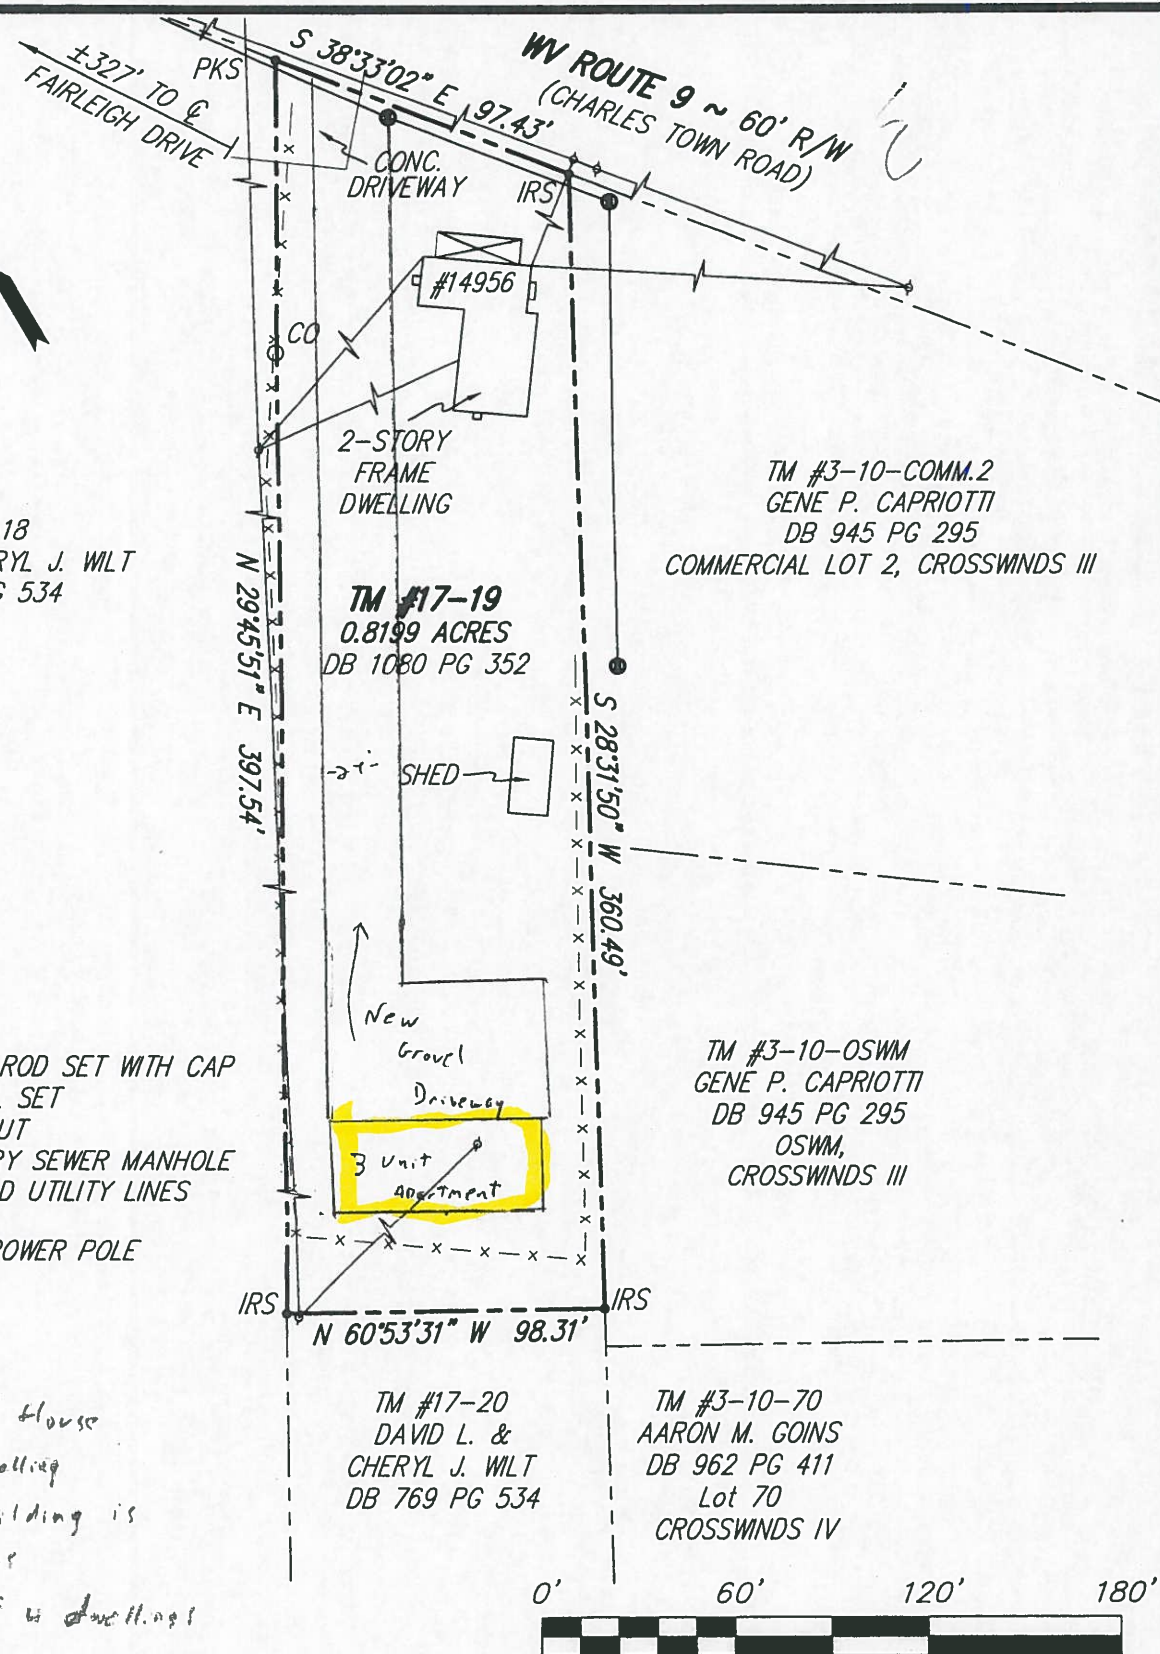 S 38°33'02" E 97.43'
WV ROUTE 9 ~ 60' R/W
(CHARLES TOWN ROAD)
PKS
±327' TO ℄
FAIRLEIGH DRIVE
CONC.
DRIVEWAY
IRS
#14956
CO
2-STORY
FRAME
DWELLING
TM #3-10-COMM.2
GENE P. CAPRIOTTI
DB 945 PG 295
COMMERCIAL LOT 2, CROSSWINDS III
18
RYL J. WILT
G 534
N 29°45'51" E 397.54'
TM #17-19
0.8199 ACRES
DB 1080 PG 352
SHED
S 28°31'50" W 360.49'
New
Gravel
Driveway
3 Unit
Apartment
TM #3-10-OSWM
GENE P. CAPRIOTTI
DB 945 PG 295
OSWM,
CROSSWINDS III
ROD SET WITH CAP
SET
UT
PY SEWER MANHOLE
D UTILITY LINES
POWER POLE
IRS
IRS
N 60°53'31" W 98.31'
TM #17-20
DAVID L. &
CHERYL J. WILT
DB 769 PG 534
TM #3-10-70
AARON M. GOINS
DB 962 PG 411
Lot 70
CROSSWINDS IV
House
elling
ilding is
dwellings
0' 60' 120' 180'